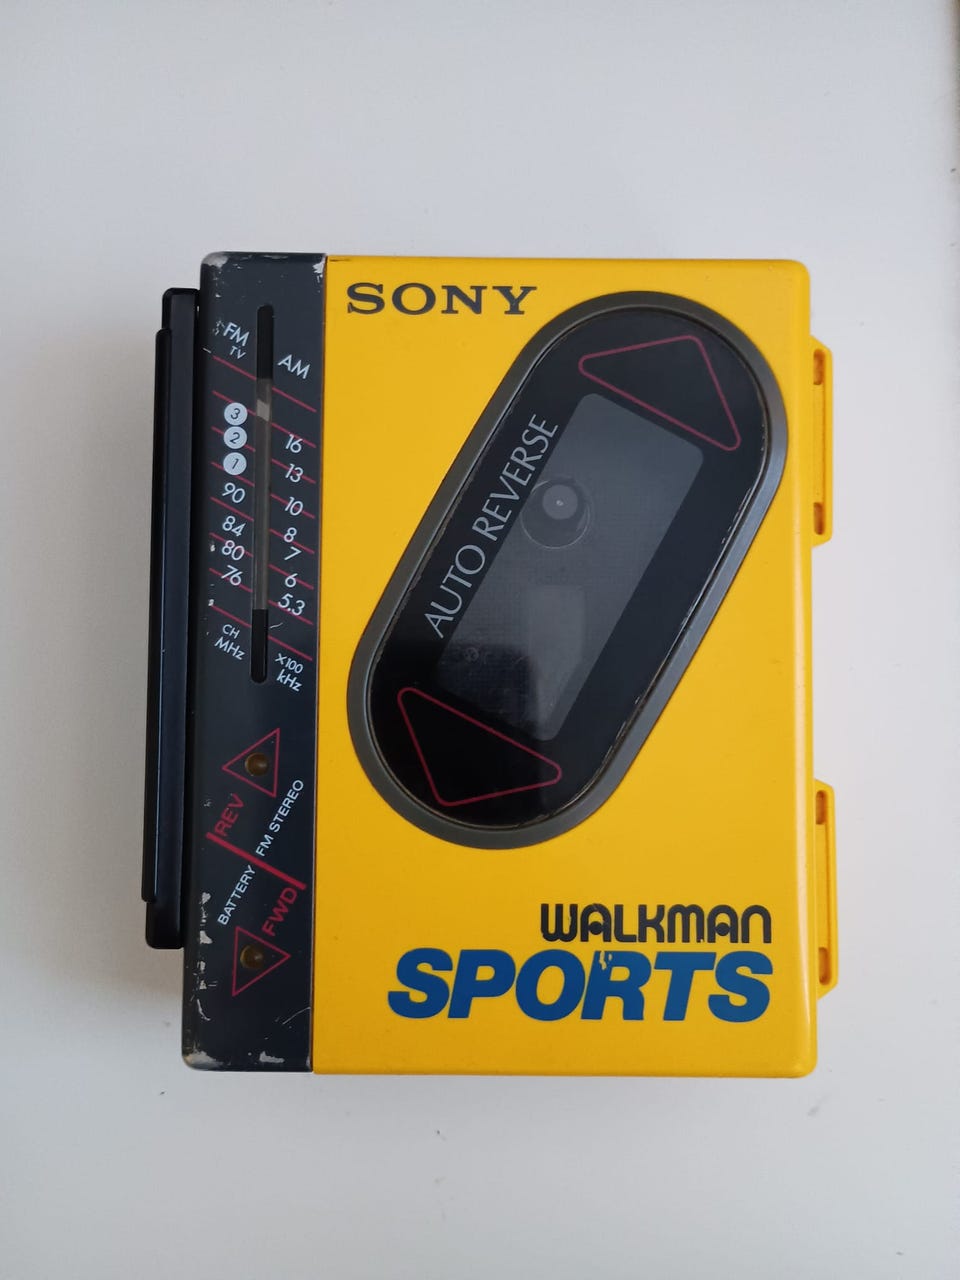 SONY
FM
TV
AM
3
2
1
90
84
80
76
CH
MHz
16
13
10
8
7
6
5.3
X100
kHz
AUTO REVERSE
REV
FM STEREO
BATTERY
FWD
WALKMAN
SPORTS